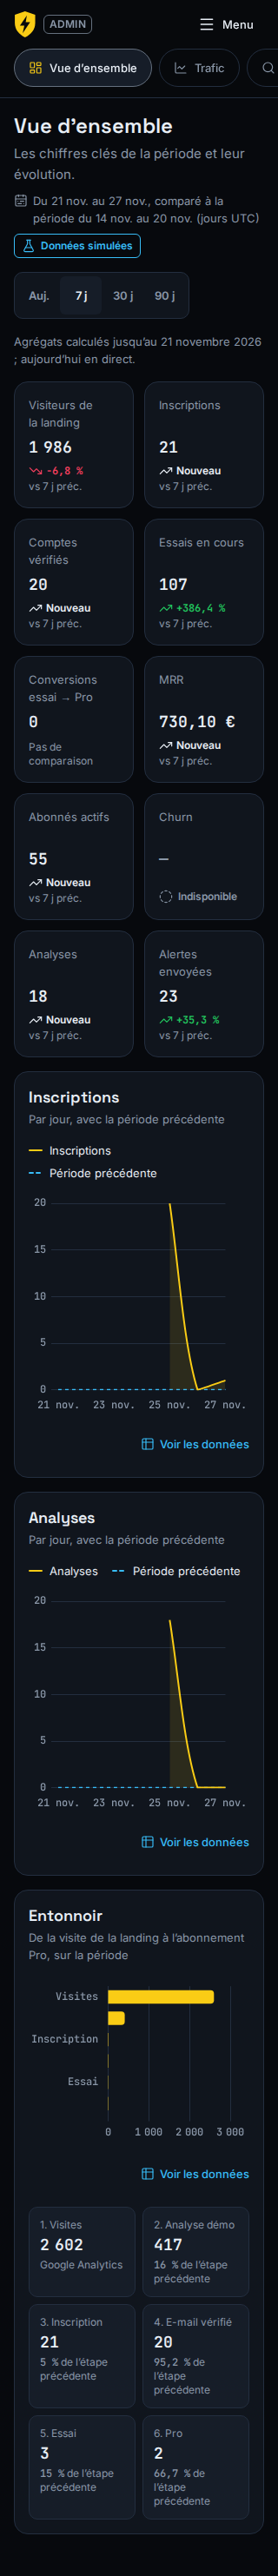 ADMIN
Menu
Vue d’ensemble
Trafic
Vue d’ensemble
Les chiffres clés de la période et leur
évolution.
Du 21 nov. au 27 nov., comparé à la
période du 14 nov. au 20 nov. (jours UTC)
Données simulées
Auj. 7 j 30 j 90 j
Agrégats calculés jusqu’au 21 novembre 2026
; aujourd’hui en direct.
Visiteurs de
la landing
1 986
-6,8 %
vs 7 j préc.
Inscriptions
21
Nouveau
vs 7 j préc.
Comptes
vérifiés
20
Nouveau
vs 7 j préc.
Essais en cours
107
+386,4 %
vs 7 j préc.
Conversions
essai → Pro
0
Pas de
comparaison
MRR
730,10 €
Nouveau
vs 7 j préc.
Abonnés actifs
55
Nouveau
vs 7 j préc.
Churn
—
Indisponible
Analyses
18
Nouveau
vs 7 j préc.
Alertes
envoyées
23
+35,3 %
vs 7 j préc.
Inscriptions
Par jour, avec la période précédente
Inscriptions
Période précédente
20
15
10
5
0
21 nov. 23 nov. 25 nov. 27 nov.
Voir les données
Analyses
Par jour, avec la période précédente
Analyses Période précédente
20
15
10
5
0
21 nov. 23 nov. 25 nov. 27 nov.
Voir les données
Entonnoir
De la visite de la landing à l’abonnement
Pro, sur la période
Visites
Inscription
Essai
0 1 000 2 000 3 000
Voir les données
1. Visites
2 602
Google Analytics
2. Analyse démo
417
16 % de l’étape
précédente
3. Inscription
21
5 % de l’étape
précédente
4. E-mail vérifié
20
95,2 % de
l’étape
précédente
5. Essai
3
15 % de l’étape
précédente
6. Pro
2
66,7 % de
l’étape
précédente